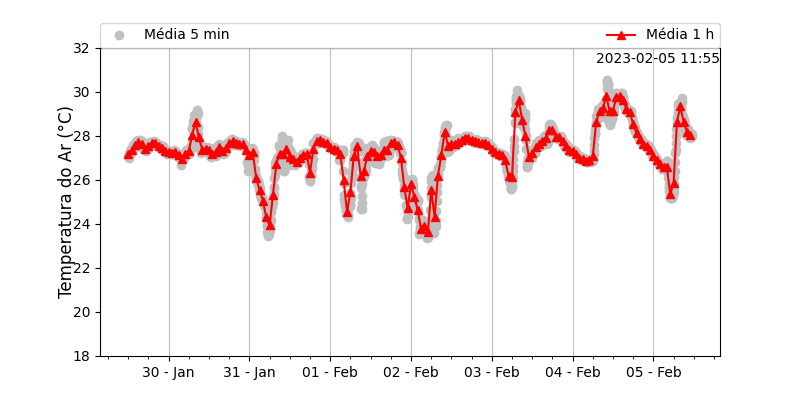 Média 5 min
Média 1 h
2023-02-05 11:55
Temperatura do Ar (°C)
32
30
28
26
24
22
20
18
30 - Jan
31 - Jan
01 - Feb
02 - Feb
03 - Feb
04 - Feb
05 - Feb